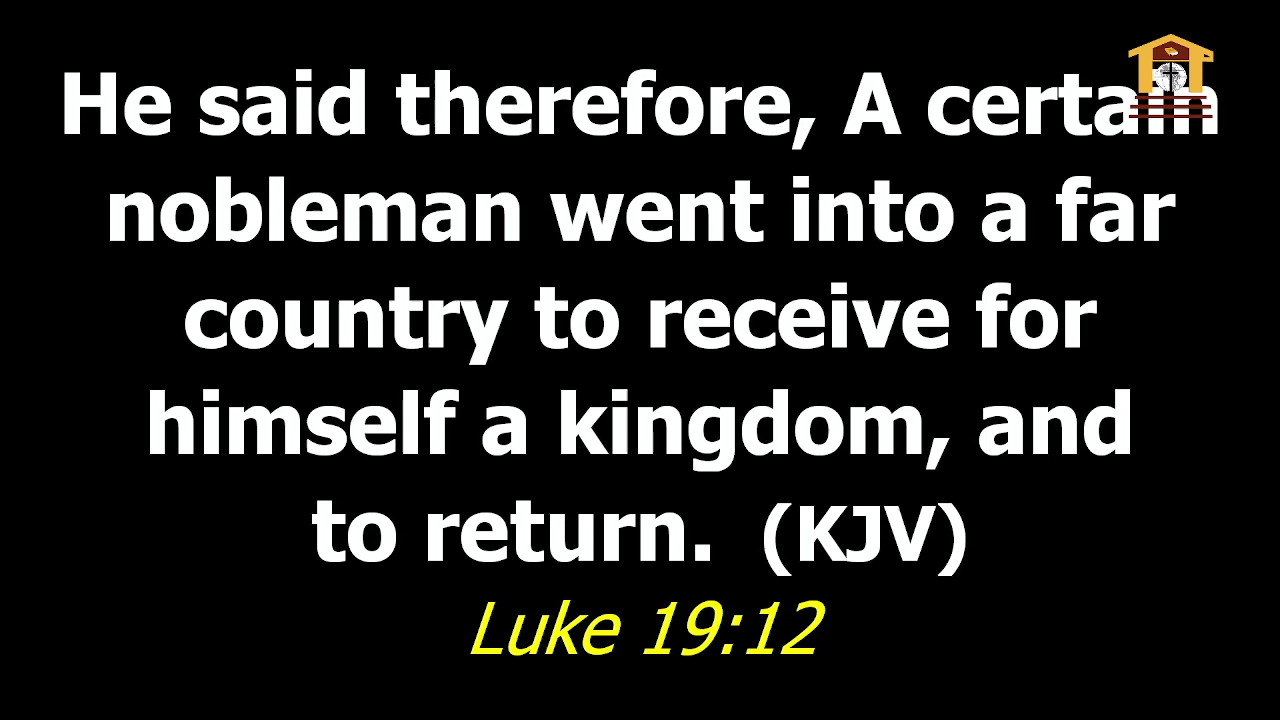 He said therefore, A certain
nobleman went into a far
country to receive for
himself a kingdom, and
to return. (KJV)
Luke 19:12